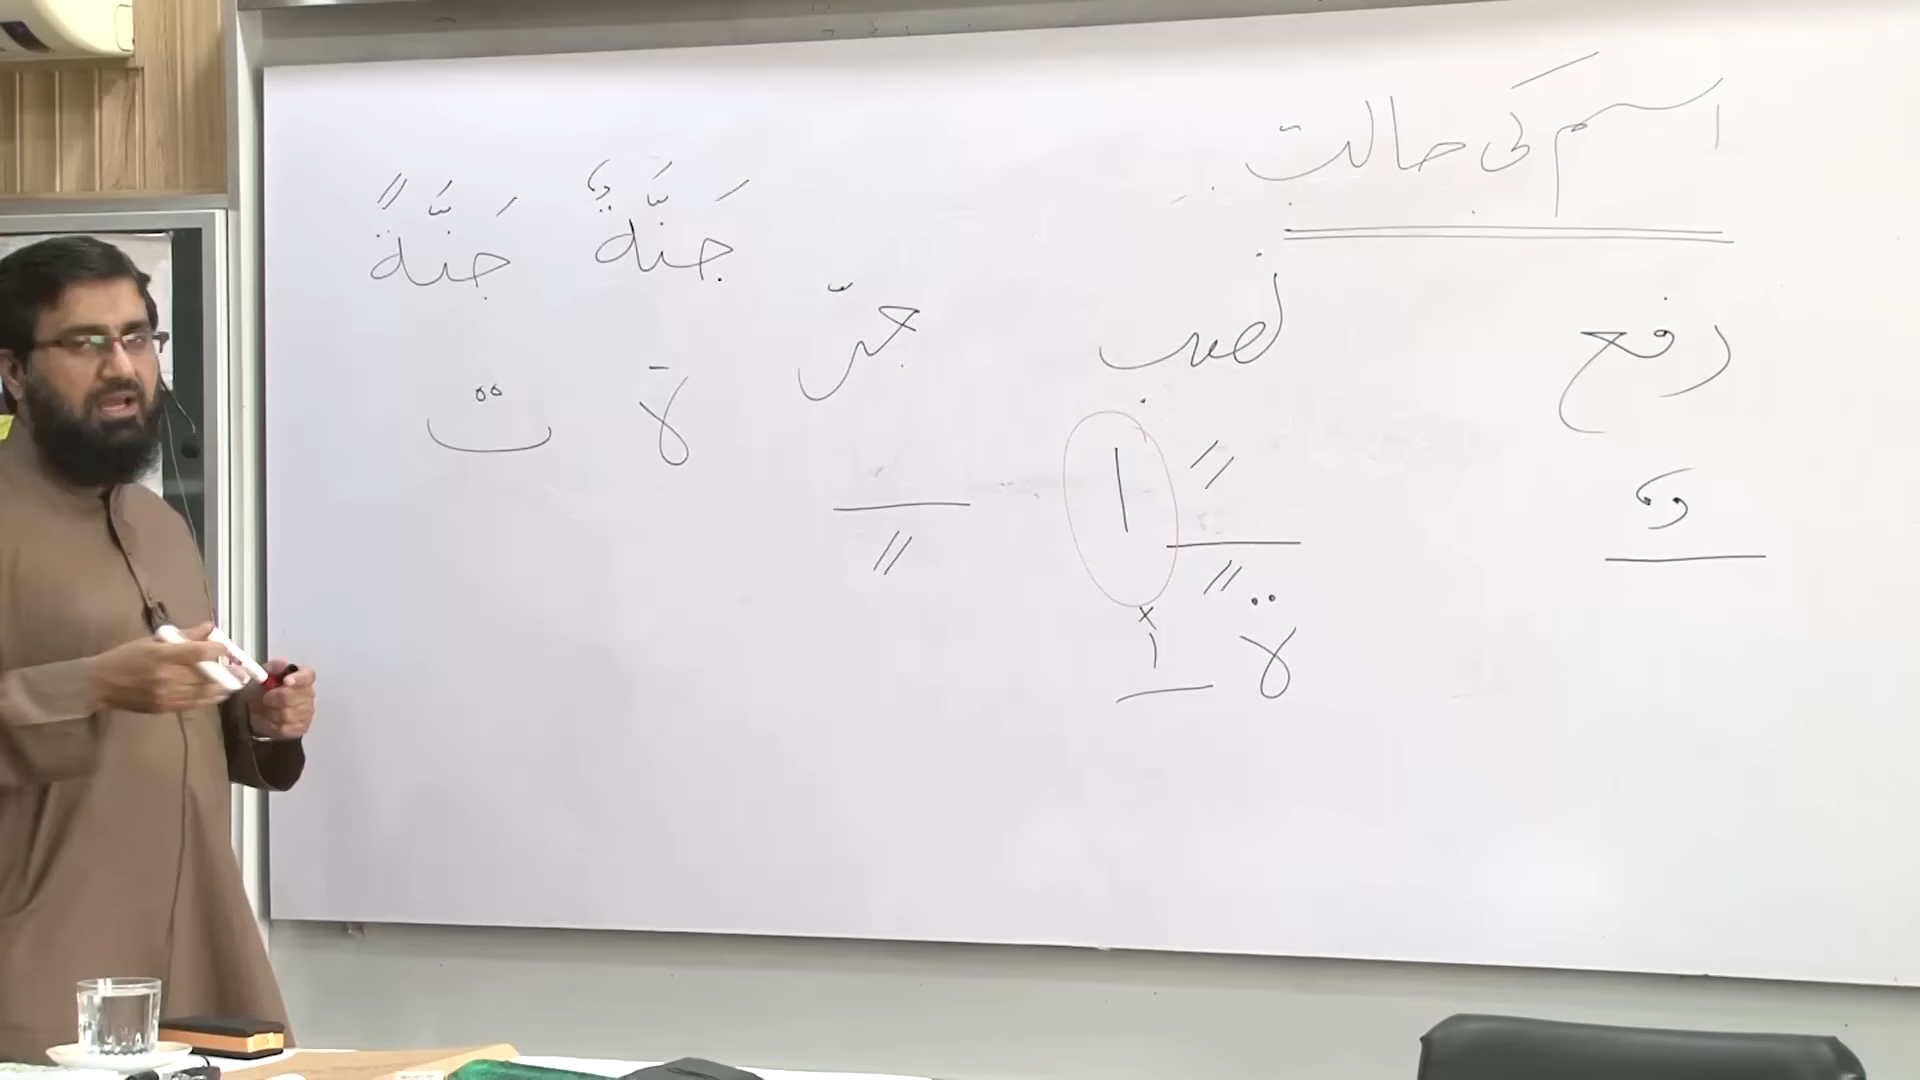 اسم کی حالت
رفع نصب جرّ
جَنَّةٌ جَنَّةً
ة ت
ا
ة ا